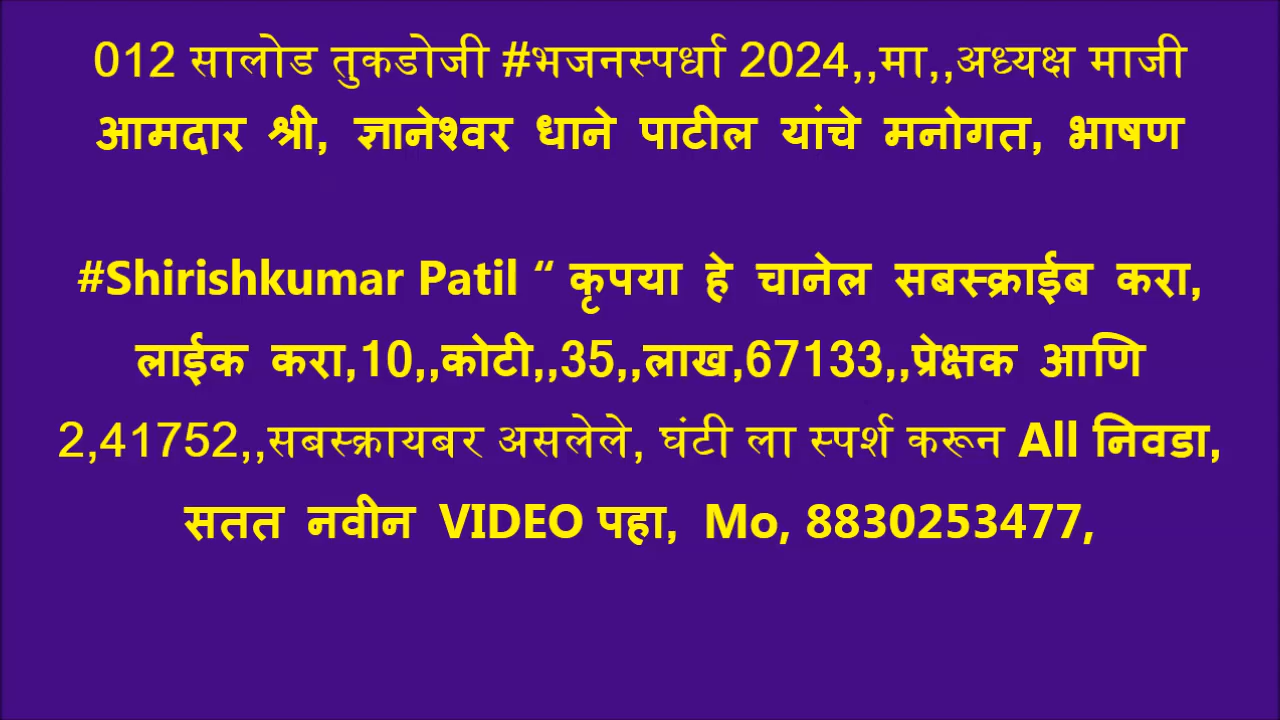 012 सालोड तुकडोजी #भजनस्पर्धा 2024,,मा,,अध्यक्ष माजी
आमदार श्री, ज्ञानेश्वर धाने पाटील यांचे मनोगत, भाषण
#Shirishkumar Patil “ कृपया हे चानेल सबस्क्राईब करा,
लाईक करा,10,,कोटी,,35,,लाख,67133,,प्रेक्षक आणि
2,41752,,सबस्क्रायबर असलेले, घंटी ला स्पर्श करून All निवडा,
सतत नवीन VIDEO पहा, Mo, 8830253477,